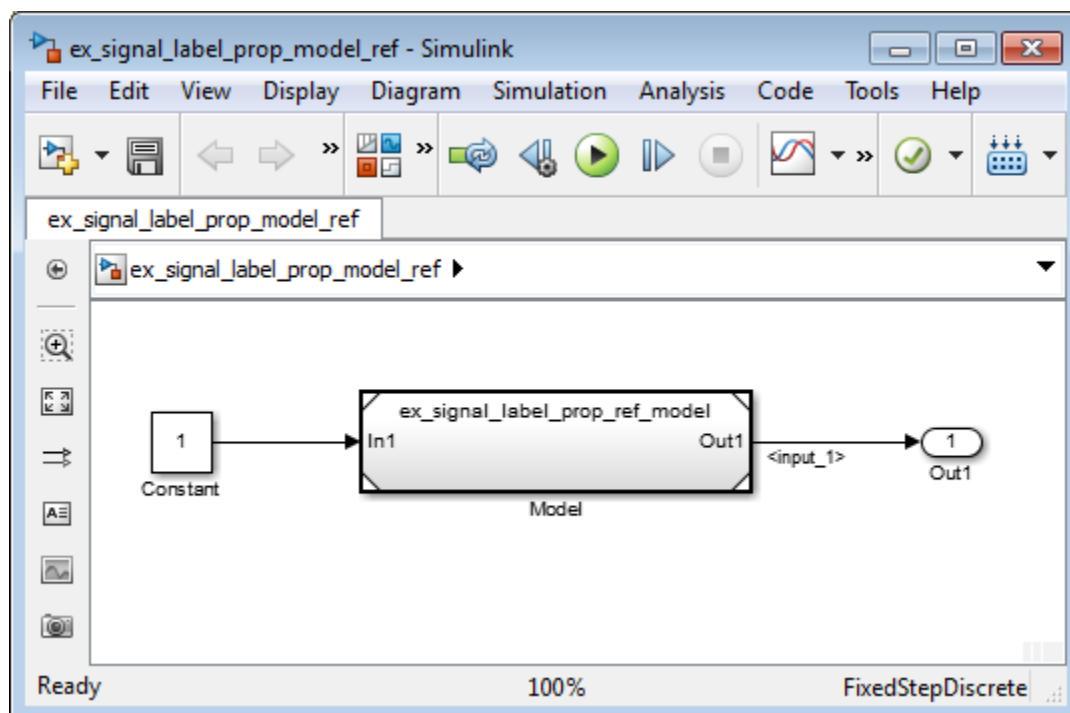 ex_signal_label_prop_model_ref - Simulink
File Edit View Display Diagram Simulation Analysis Code Tools Help
ex_signal_label_prop_model_ref
ex_signal_label_prop_model_ref
ex_signal_label_prop_ref_model
1
In1
Out1
<input_1>
1
Out1
Constant
Model
Ready 100% FixedStepDiscrete